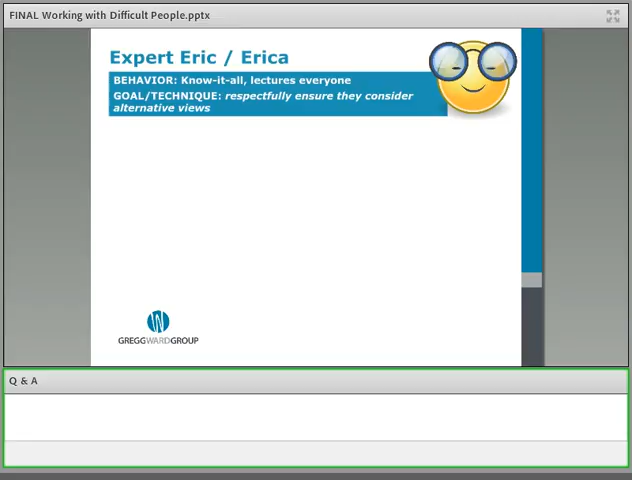 FINAL Working with Difficult People.pptx
Expert Eric / Erica
BEHAVIOR: Know-it-all, lectures everyone
GOAL/TECHNIQUE: respectfully ensure they consider
alternative views
GREGGWARDGROUP
Q & A